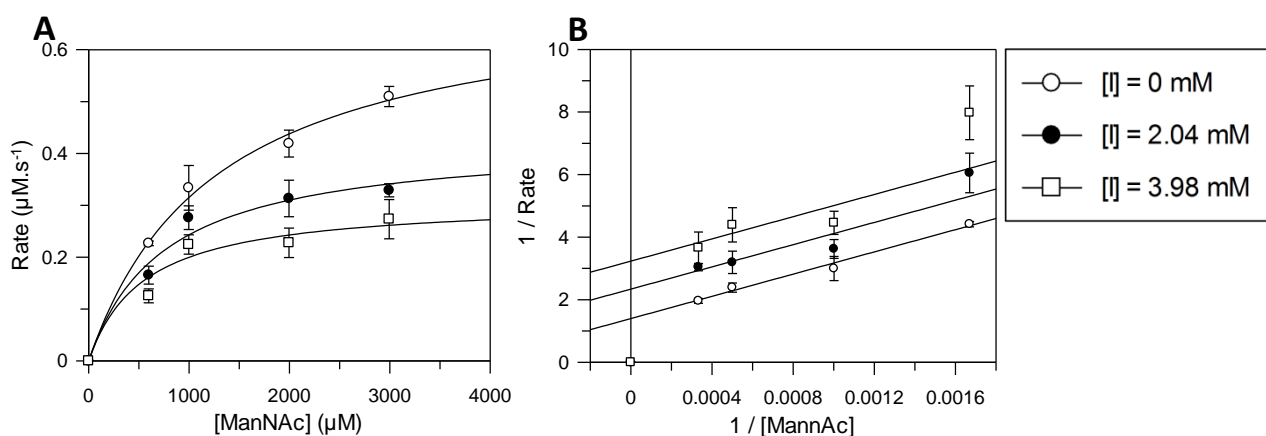 A
0.6
0.4
0.2
0
Rate (µM.s⁻¹)
0 1000 2000 3000 4000
[ManNAc] (µM)
B
10
8
6
4
2
0
1 / Rate
0 0.0004 0.0008 0.0012 0.0016
1 / [MannAc]
[I] = 0 mM
[I] = 2.04 mM
[I] = 3.98 mM